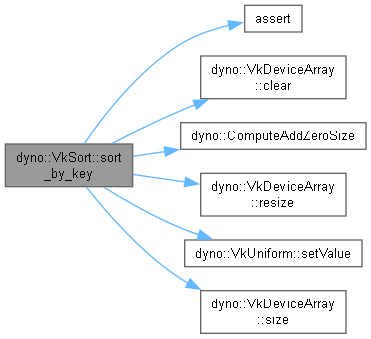 assert
dyno::VkDeviceArray
::clear
dyno::ComputeAddZeroSize
dyno::VkSort::sort
_by_key
dyno::VkDeviceArray
::resize
dyno::VkUniform::setValue
dyno::VkDeviceArray
::size